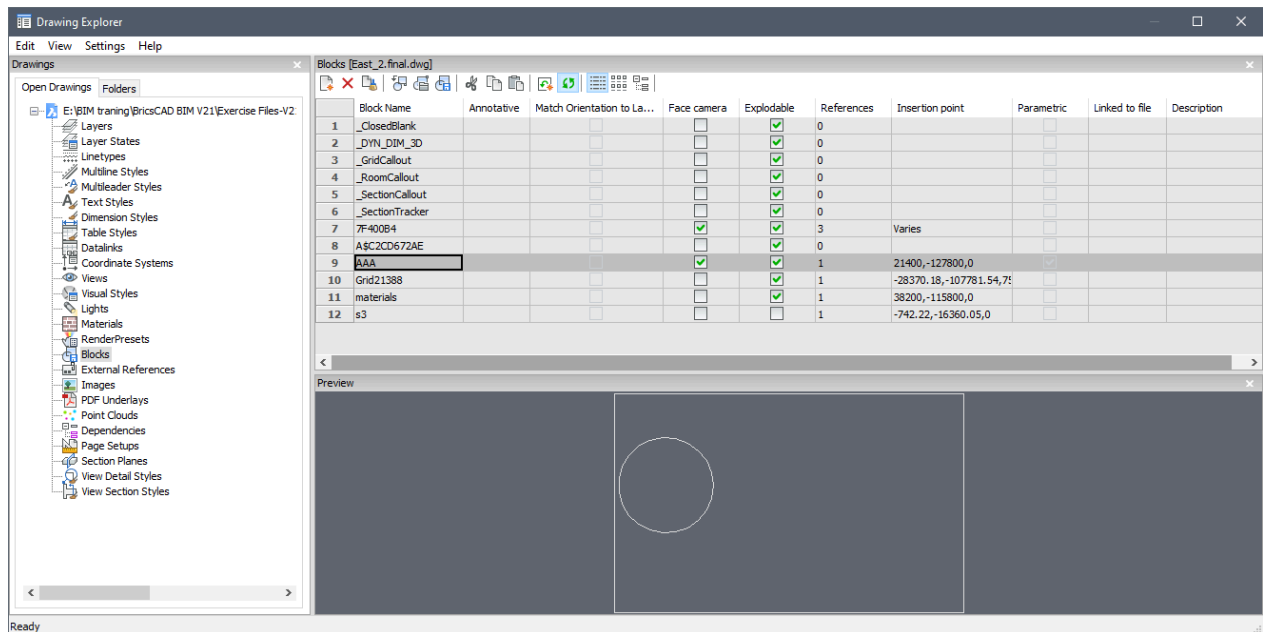 Drawing Explorer
Edit View Settings Help
Drawings
Open Drawings Folders
E:\BIM traning\BricsCAD BIM V21\Exercise Files-V2
Layers
Layer States
Linetypes
Multiline Styles
Multileader Styles
Text Styles
Dimension Styles
Table Styles
Datalinks
Coordinate Systems
Views
Visual Styles
Lights
Materials
RenderPresets
Blocks
External References
Images
PDF Underlays
Point Clouds
Dependencies
Page Setups
Section Planes
View Detail Styles
View Section Styles
Blocks [East_2.final.dwg]
Block Name Annotative Match Orientation to La... Face camera Explodable References Insertion point Parametric Linked to file Description
1 _ClosedBlank 0
2 _DYN_DIM_3D 0
3 _GridCallout 0
4 _RoomCallout 0
5 _SectionCallout 0
6 _SectionTracker 0
7 7F400B4 3 Varies
8 A$C2CD672AE 0
9 AAA 1 21400,-127800,0
10 Grid21388 1 -28370.18,-107781.54,75
11 materials 1 38200,-115800,0
12 s3 1 -742.22,-16360.05,0
Preview
Ready